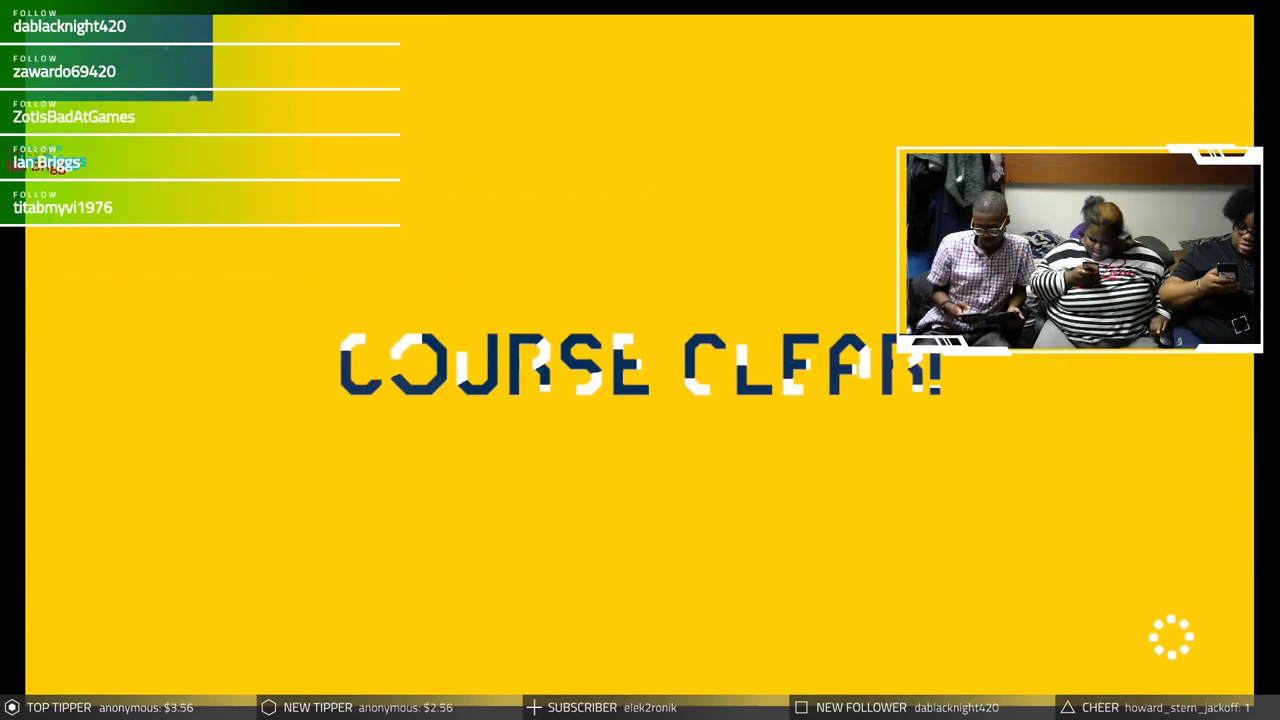 FOLLOW
dablacknight420
FOLLOW
zawardo69420
FOLLOW
ZotIsBadAtGames
FOLLOW
Ian Briggs
FOLLOW
titabmyvi1976
COURSE CLEAR!
TOP TIPPER anonymous: $3.56
NEW TIPPER anonymous: $2.56
SUBSCRIBER elek2ronik
NEW FOLLOWER dablacknight420
CHEER howard_stern_jackoff: 1